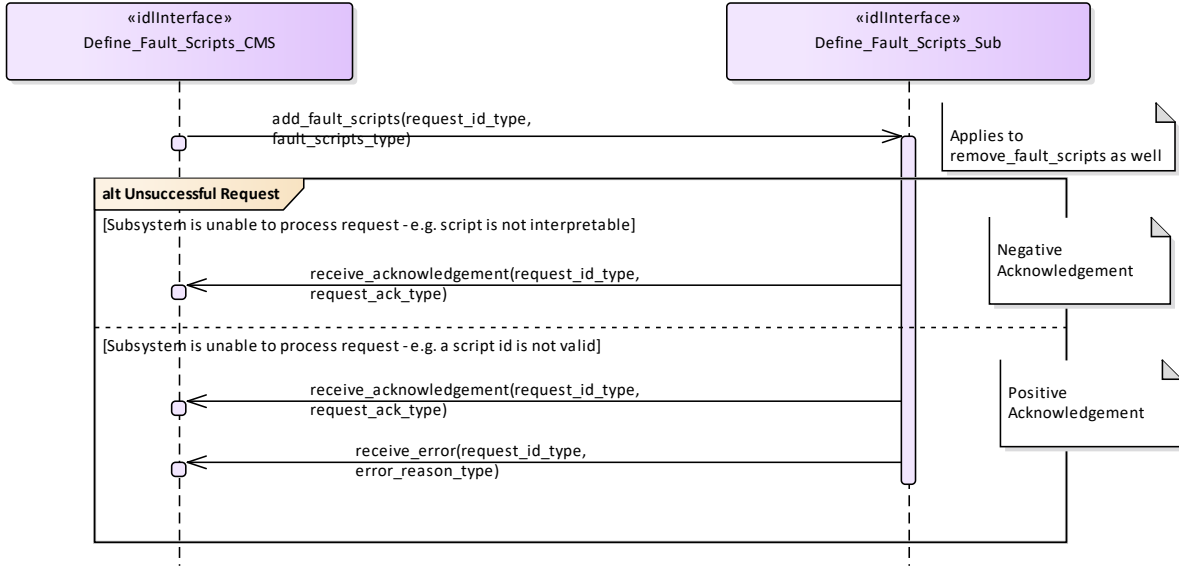 «idlInterface»
Define_Fault_Scripts_CMS
«idlInterface»
Define_Fault_Scripts_Sub
add_fault_scripts(request_id_type,
fault_scripts_type)
Applies to
remove_fault_scripts as well
alt Unsuccessful Request
[Subsystem is unable to process request - e.g. script is not interpretable]
Negative
Acknowledgement
receive_acknowledgement(request_id_type,
request_ack_type)
[Subsystem is unable to process request - e.g. a script id is not valid]
receive_acknowledgement(request_id_type,
request_ack_type)
Positive
Acknowledgement
receive_error(request_id_type,
error_reason_type)